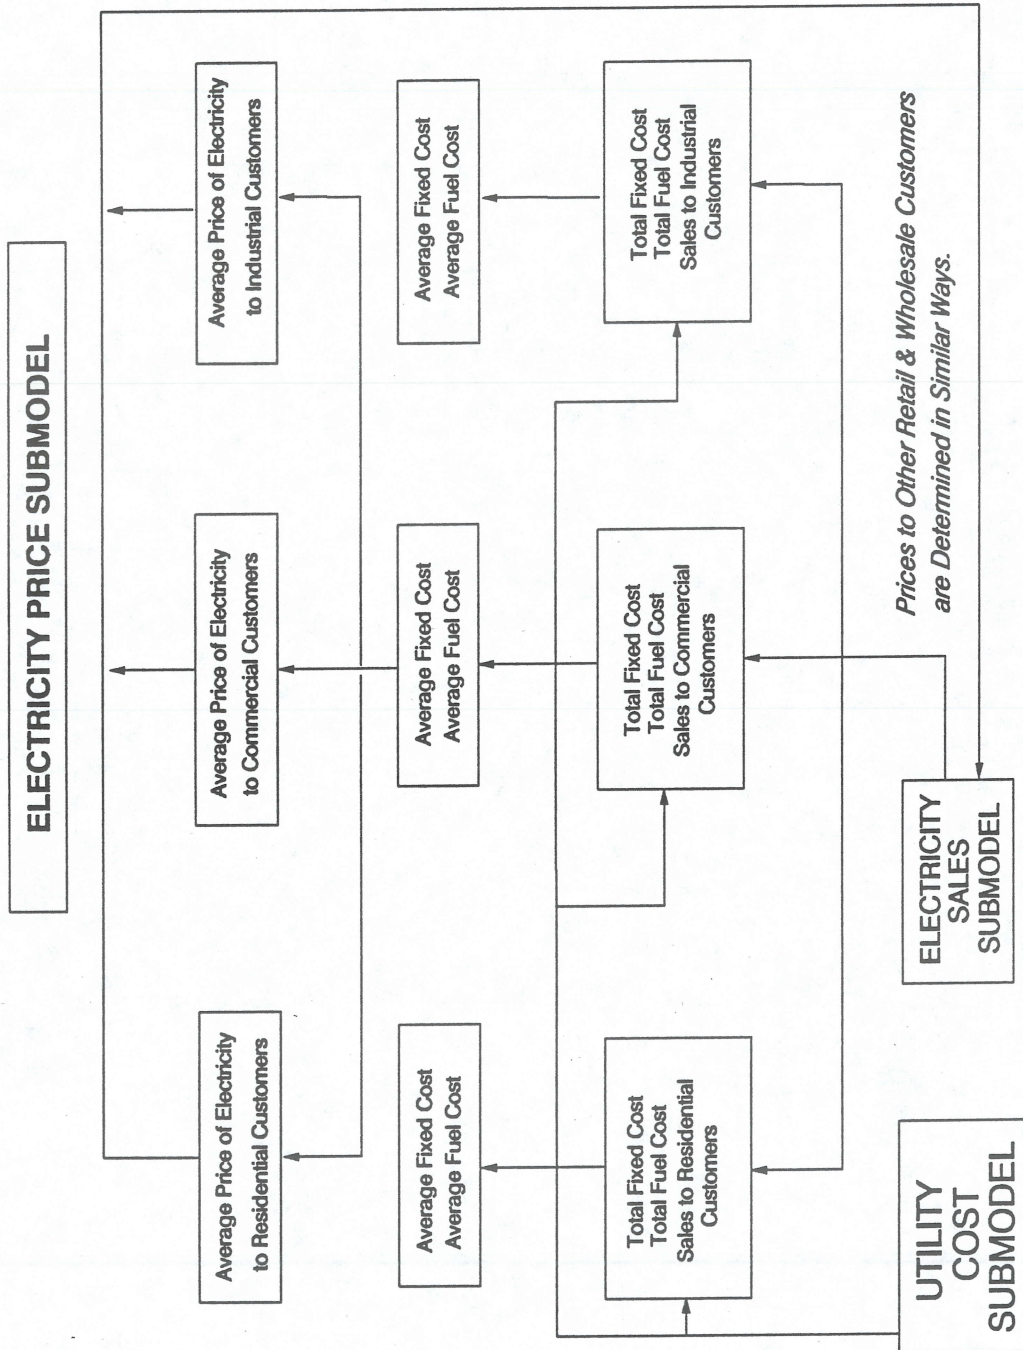 ELECTRICITY PRICE SUBMODEL
Average Price of Electricity
to Residential Customers
Average Price of Electricity
to Commercial Customers
Average Price of Electricity
to Industrial Customers
Average Fixed Cost
Average Fuel Cost
Average Fixed Cost
Average Fuel Cost
Average Fixed Cost
Average Fuel Cost
Total Fixed Cost
Total Fuel Cost
Sales to Residential
Customers
Total Fixed Cost
Total Fuel Cost
Sales to Commercial
Customers
Total Fixed Cost
Total Fuel Cost
Sales to Industrial
Customers
UTILITY
COST
SUBMODEL
ELECTRICITY
SALES
SUBMODEL
Prices to Other Retail & Wholesale Customers
are Determined in Similar Ways.